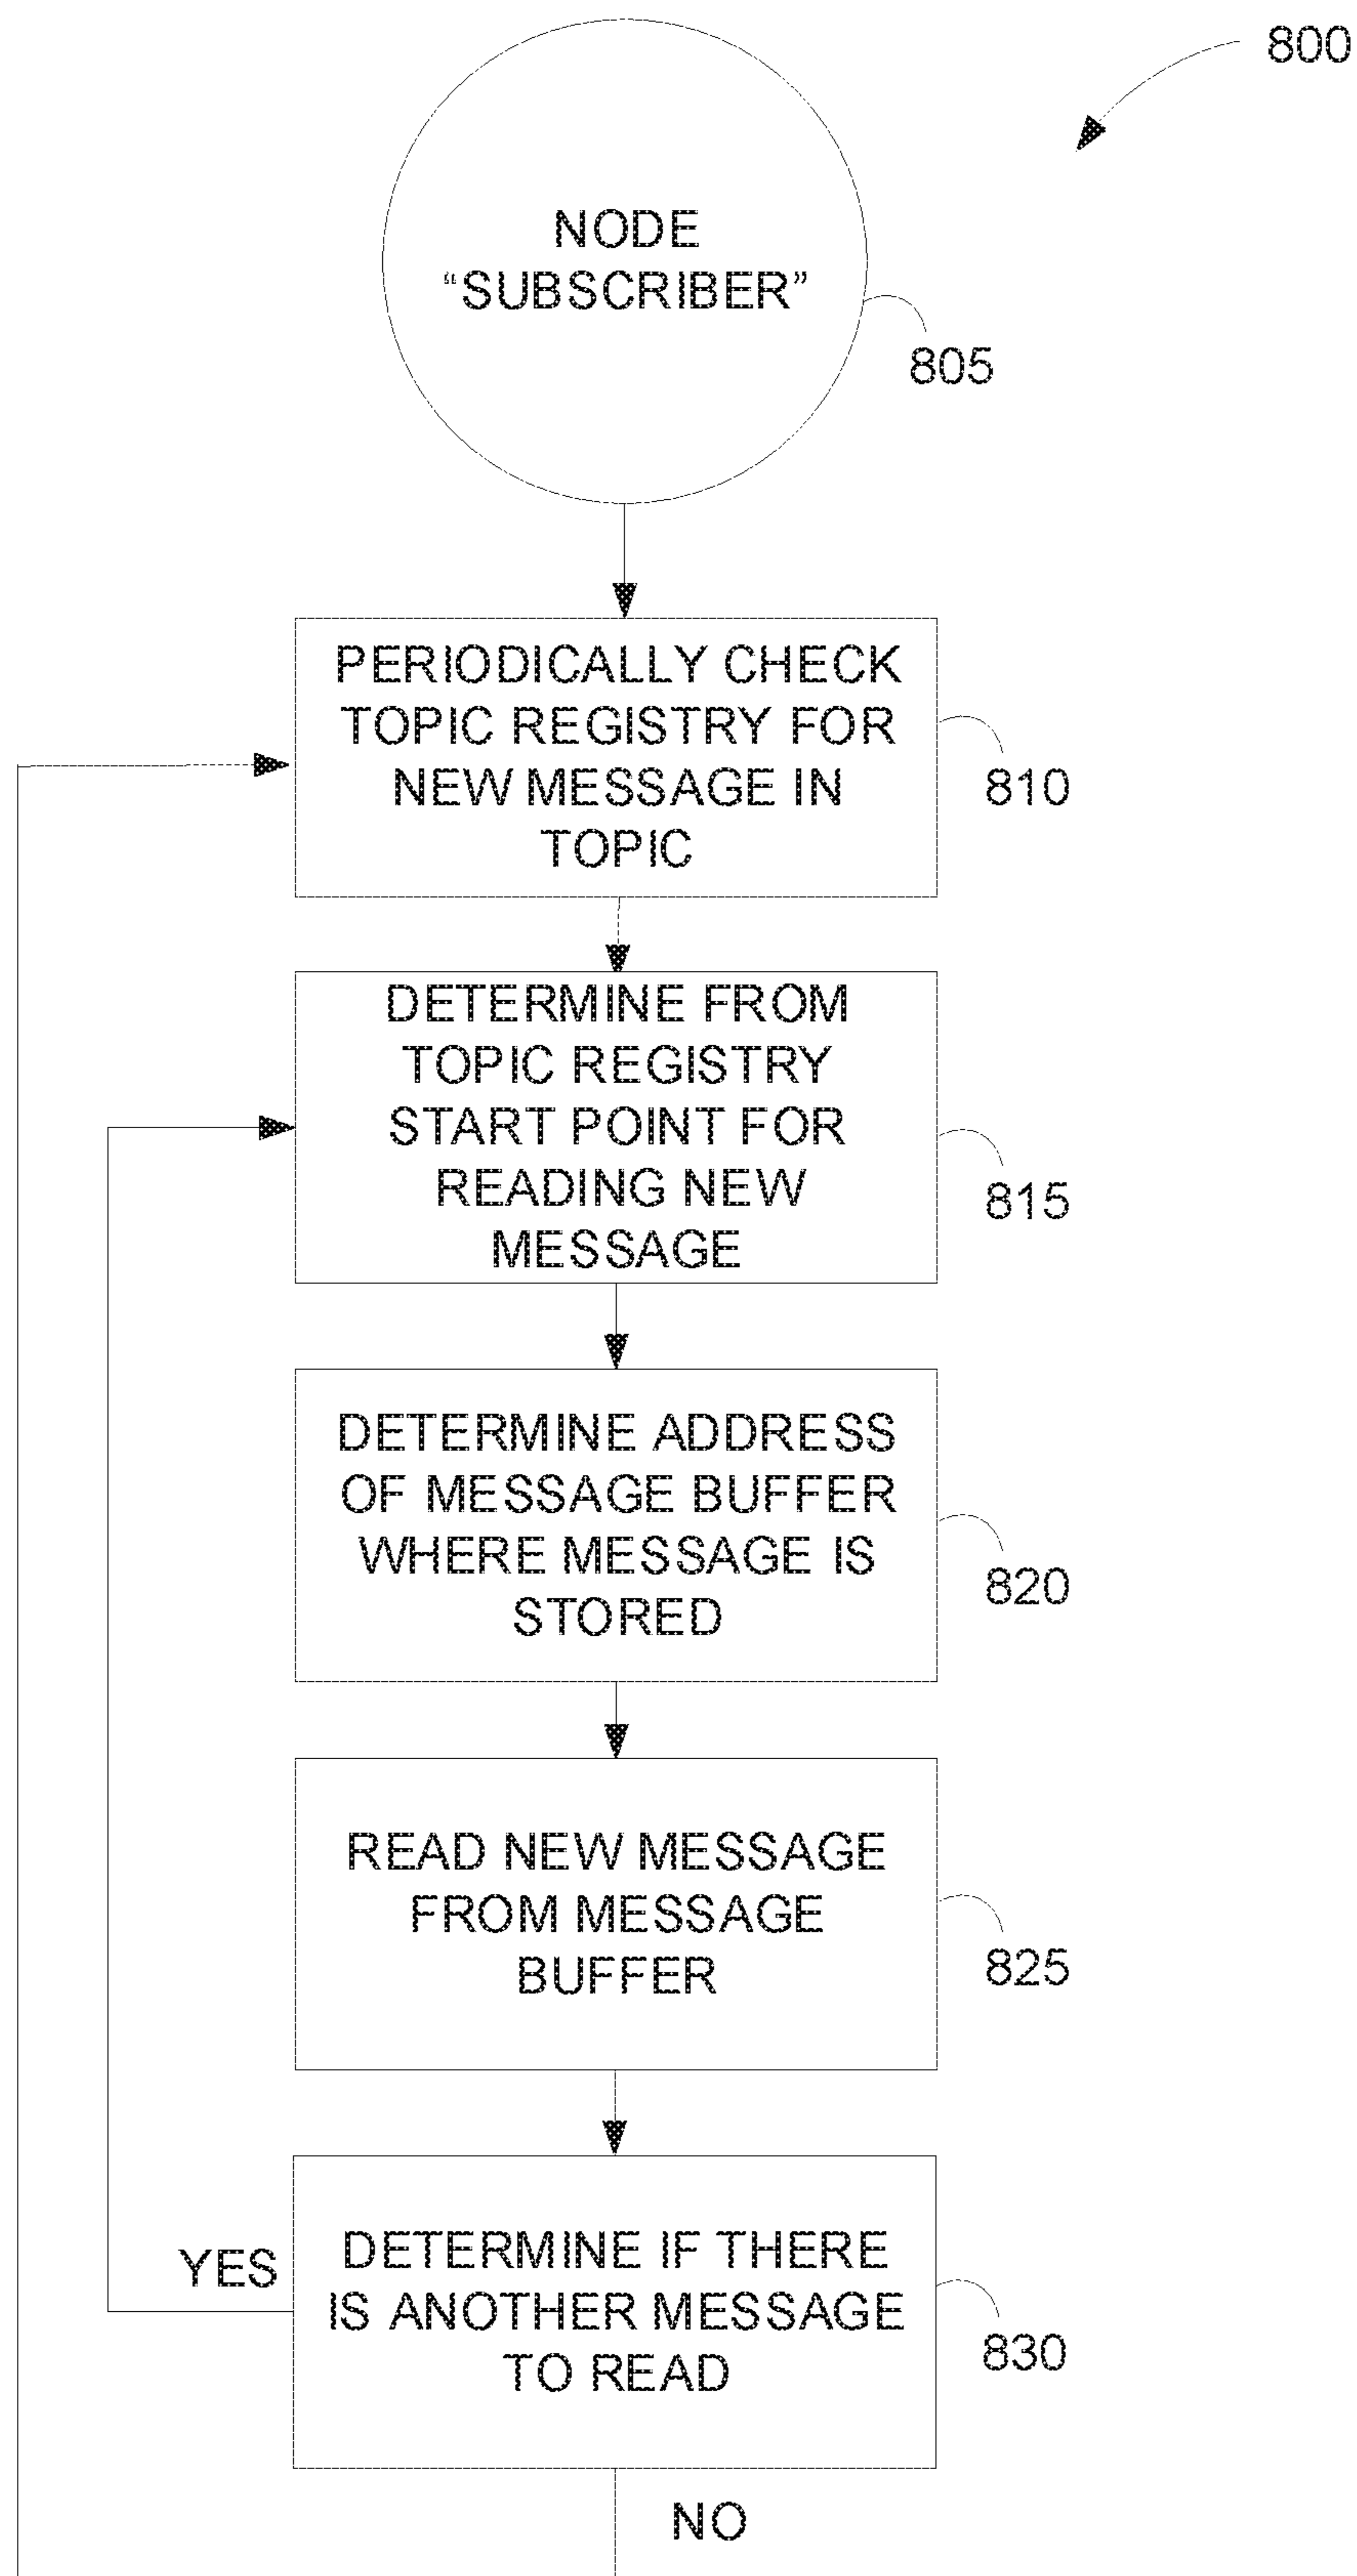 800
NODE
“SUBSCRIBER”
805
PERIODICALLY CHECK
TOPIC REGISTRY FOR
NEW MESSAGE IN
TOPIC
810
DETERMINE FROM
TOPIC REGISTRY
START POINT FOR
READING NEW
MESSAGE
815
DETERMINE ADDRESS
OF MESSAGE BUFFER
WHERE MESSAGE IS
STORED
820
READ NEW MESSAGE
FROM MESSAGE
BUFFER
825
YES
DETERMINE IF THERE
IS ANOTHER MESSAGE
TO READ
830
NO